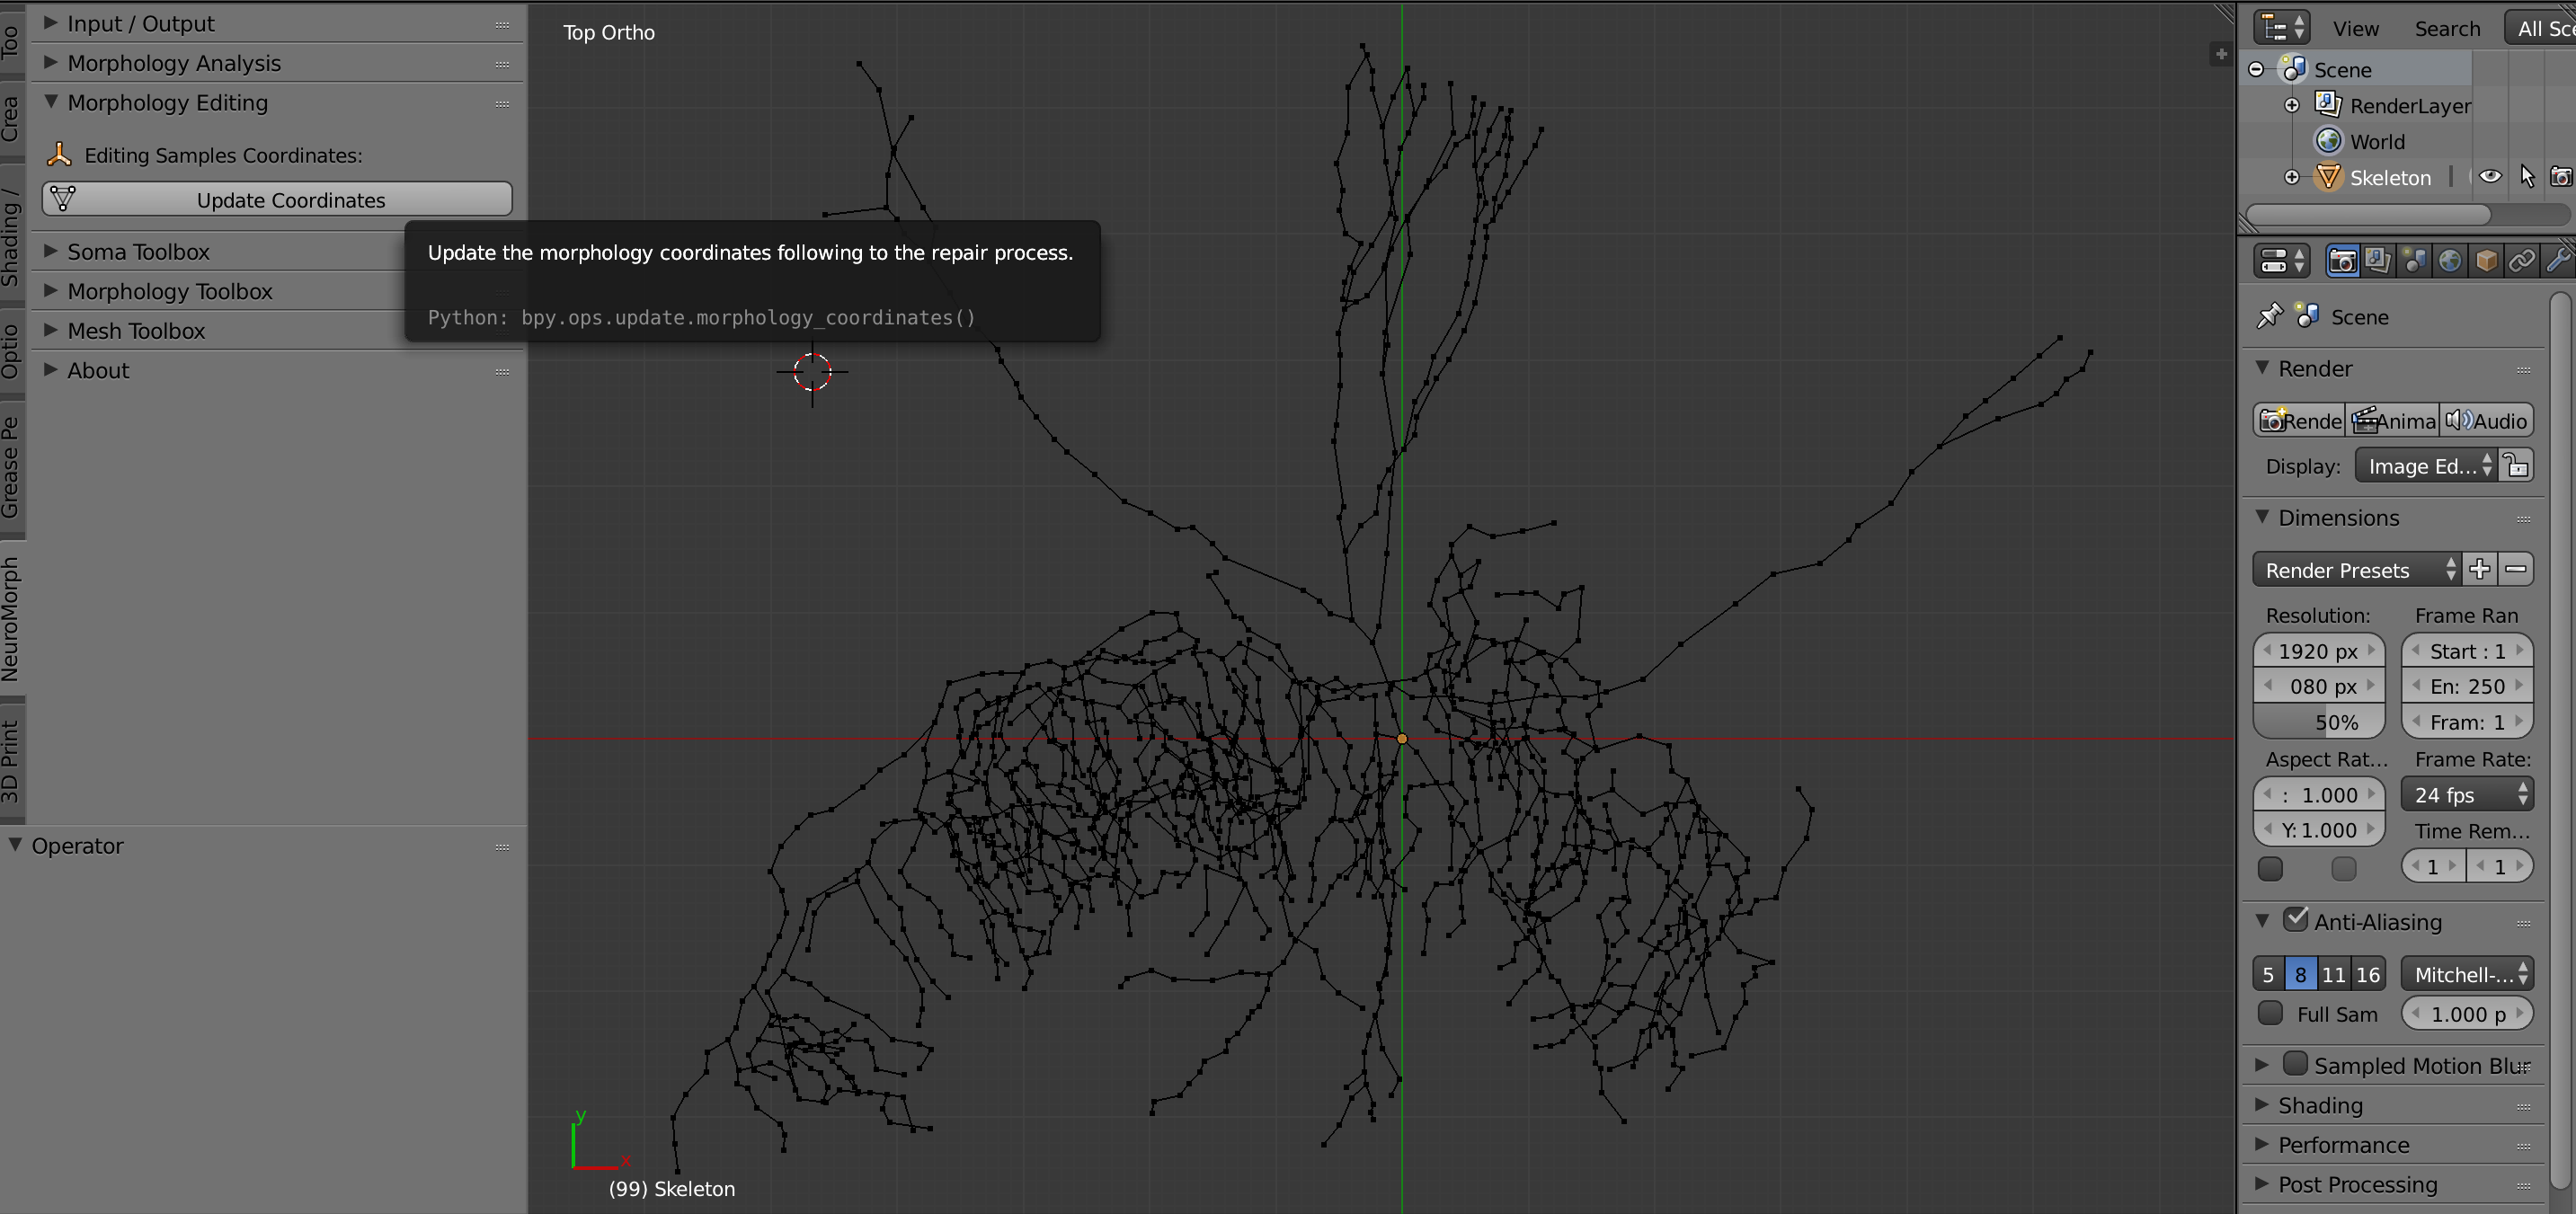 Too
Crea
Shading /
Optio
Grease Pe
NeuroMorph
3D Print
Input / Output
Morphology Analysis
Morphology Editing
Editing Samples Coordinates:
Update Coordinates
Soma Toolbox
Morphology Toolbox
Mesh Toolbox
About
Operator
Top Ortho
Update the morphology coordinates following to the repair process.
Python: bpy.ops.update.morphology_coordinates()
y
x
(99) Skeleton
View Search All Sce
Scene
RenderLayer
World
Skeleton
Scene
Render
Rende Anima Audio
Display: Image Ed...
Dimensions
Render Presets
Resolution: Frame Ran
1920 px Start : 1
080 px En: 250
50% Fram: 1
Aspect Rat... Frame Rate:
: 1.000 24 fps
Y: 1.000 Time Rem...
1 1
Anti-Aliasing
5 8 11 16 Mitchell-...
Full Sam 1.000 p
Sampled Motion Blur
Shading
Performance
Post Processing